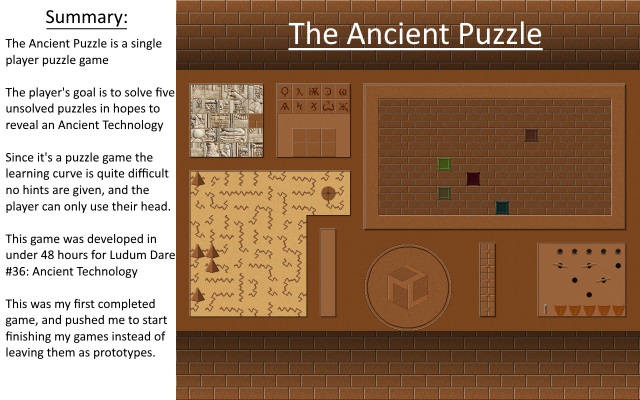 Summary:
The Ancient Puzzle is a single
player puzzle game
The player's goal is to solve five
unsolved puzzles in hopes to
reveal an Ancient Technology
Since it's a puzzle game the
learning curve is quite difficult
no hints are given, and the
player can only use their head.
This game was developed in
under 48 hours for Ludum Dare
#36: Ancient Technology
This was my first completed
game, and pushed me to start
finishing my games instead of
leaving them as prototypes.
The Ancient Puzzle